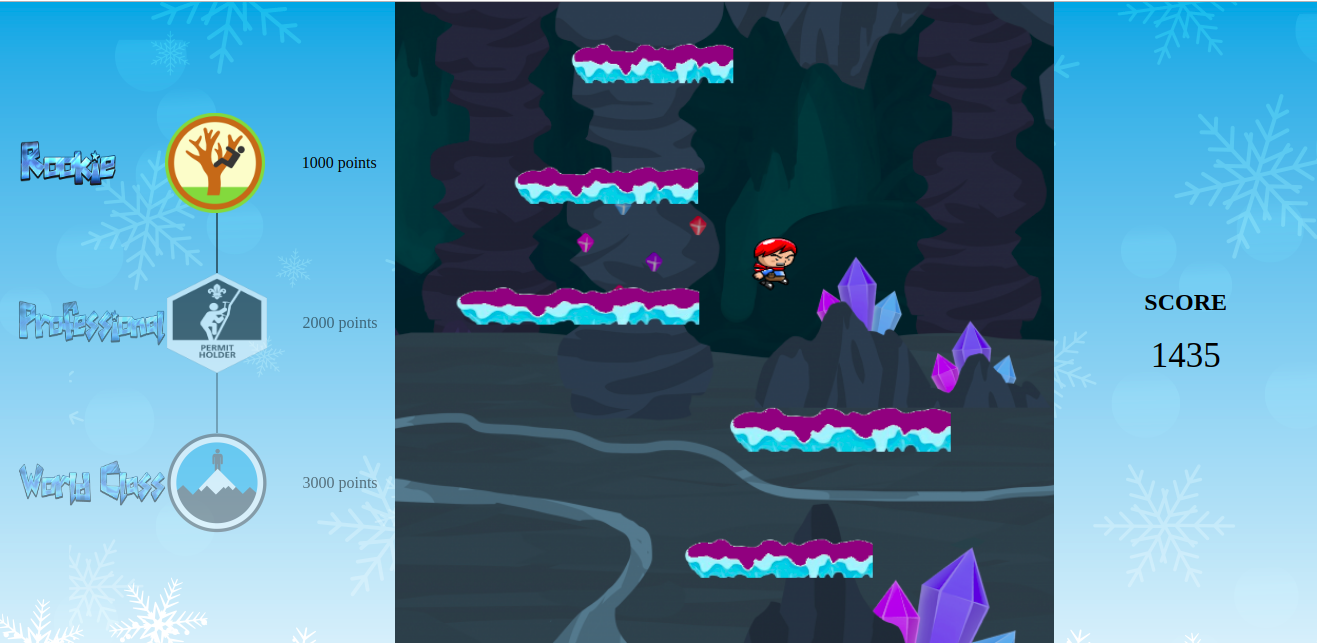 Rookie
1000 points
Professional
PERMIT
HOLDER
2000 points
World Class
3000 points
SCORE
1435